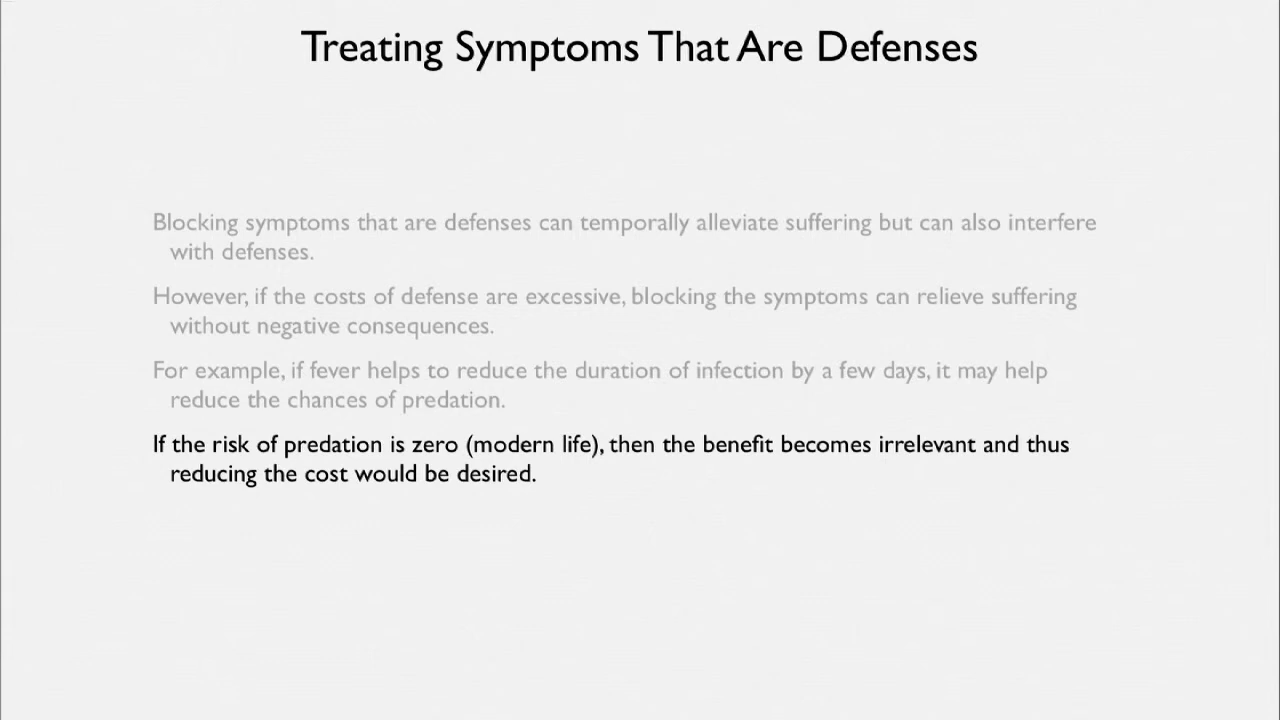 Treating Symptoms That Are Defenses
Blocking symptoms that are defenses can temporally alleviate suffering but can also interfere
with defenses.
However, if the costs of defense are excessive, blocking the symptoms can relieve suffering
without negative consequences.
For example, if fever helps to reduce the duration of infection by a few days, it may help
reduce the chances of predation.
If the risk of predation is zero (modern life), then the benefit becomes irrelevant and thus
reducing the cost would be desired.